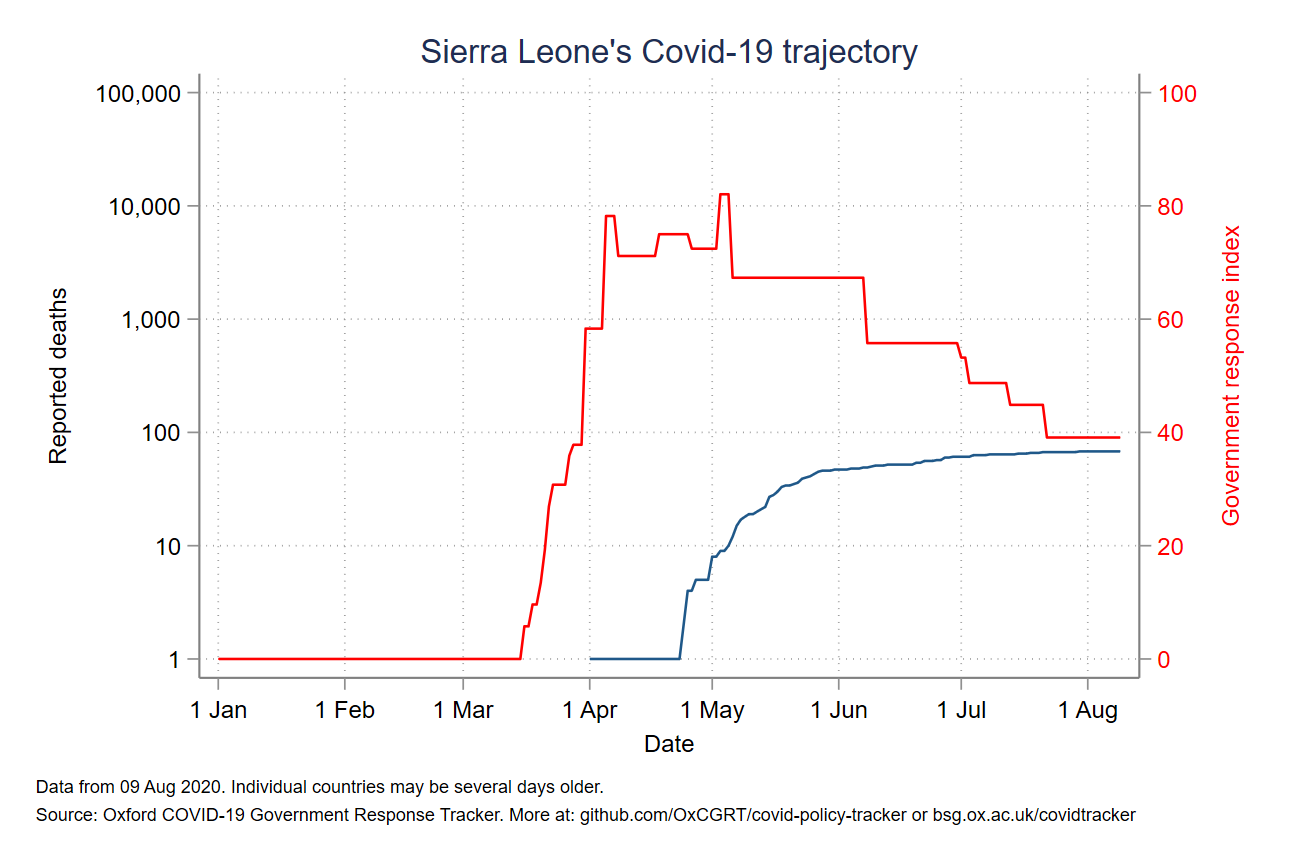 Sierra Leone's Covid-19 trajectory
100,000
10,000
1,000
100
10
1
Reported deaths
100
80
60
40
20
0
Government response index
1 Jan 1 Feb 1 Mar 1 Apr 1 May 1 Jun 1 Jul 1 Aug
Date
Data from 09 Aug 2020. Individual countries may be several days older.
Source: Oxford COVID-19 Government Response Tracker. More at: github.com/OxCGRT/covid-policy-tracker or bsg.ox.ac.uk/covidtracker